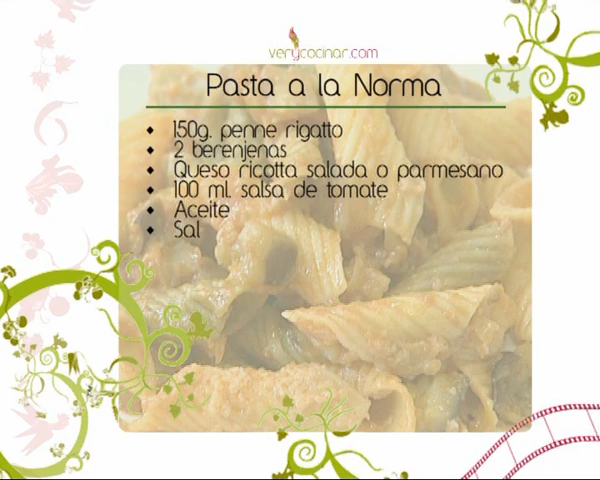 verycocinar.com
Pasta a la Norma
150g. penne rigatto
2 berenjenas
Queso ricotta salada o parmesano
100 ml. salsa de tomate
Aceite
Sal